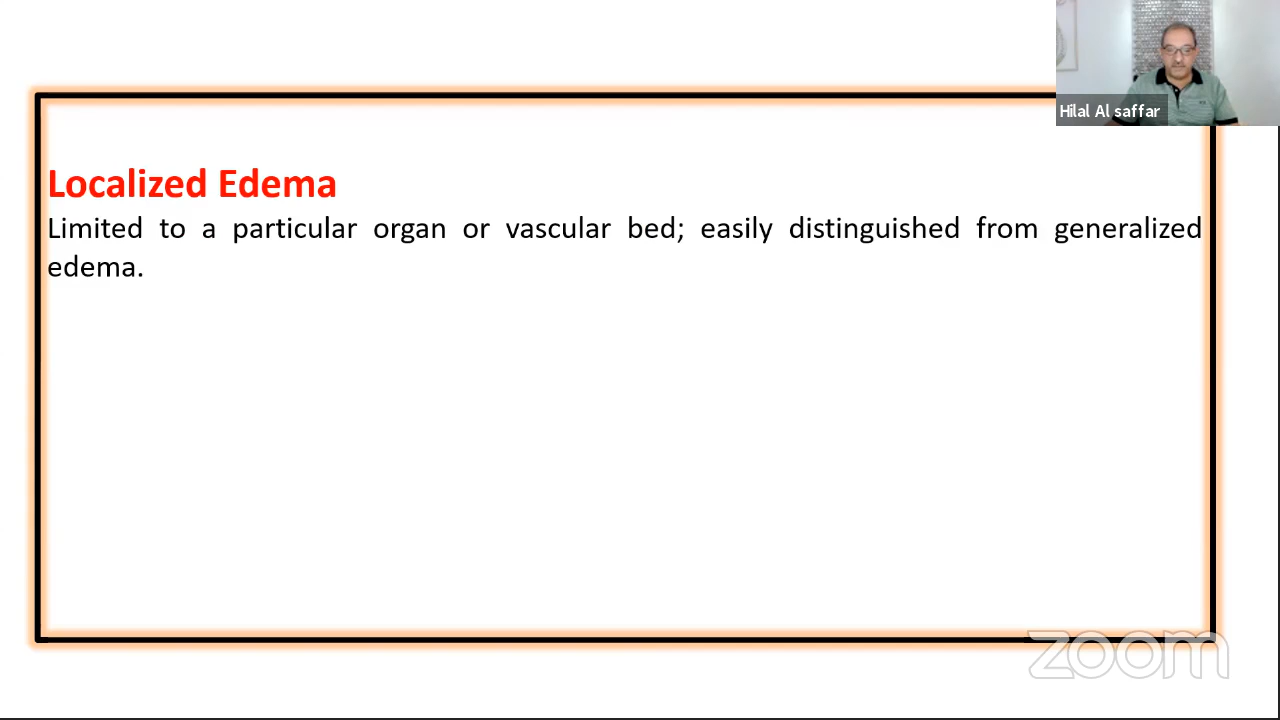 Hilal Al saffar
Localized Edema
Limited to a particular organ or vascular bed; easily distinguished from generalized
edema.
zoom